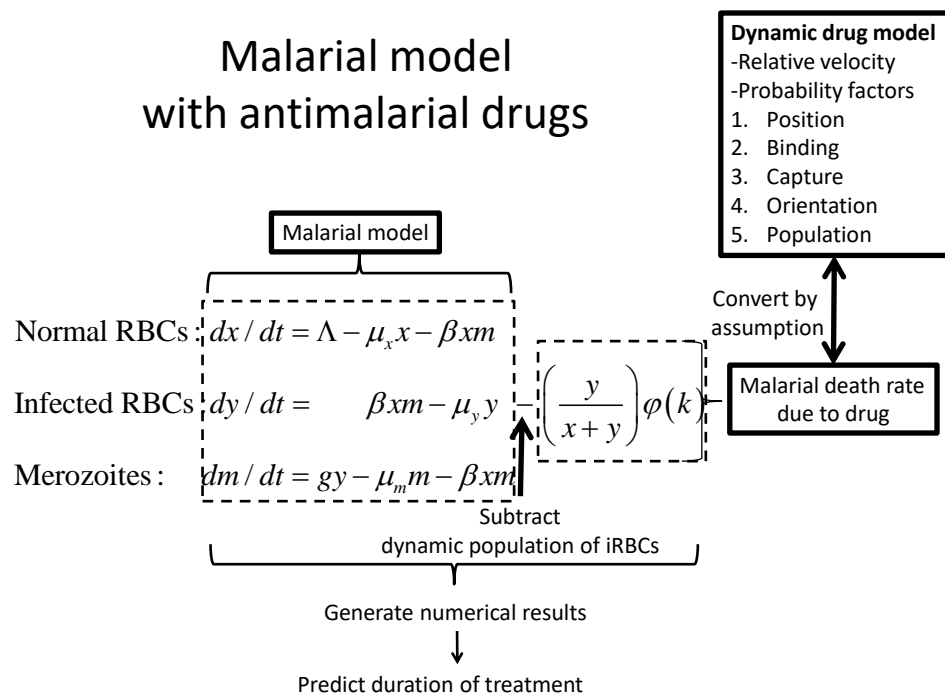 Malarial model
with antimalarial drugs
Dynamic drug model
-Relative velocity
-Probability factors
1. Position
2. Binding
3. Capture
4. Orientation
5. Population
Malarial model
Convert by
assumption
Normal RBCs : dx / dt = Λ − μₓx − βxm
Infected RBCs : dy / dt = βxm − μ_y y − (y / (x + y)) φ(k)
Malarial death rate
due to drug
Merozoites : dm / dt = gy − μ_m m − βxm
Subtract
dynamic population of iRBCs
Generate numerical results
Predict duration of treatment